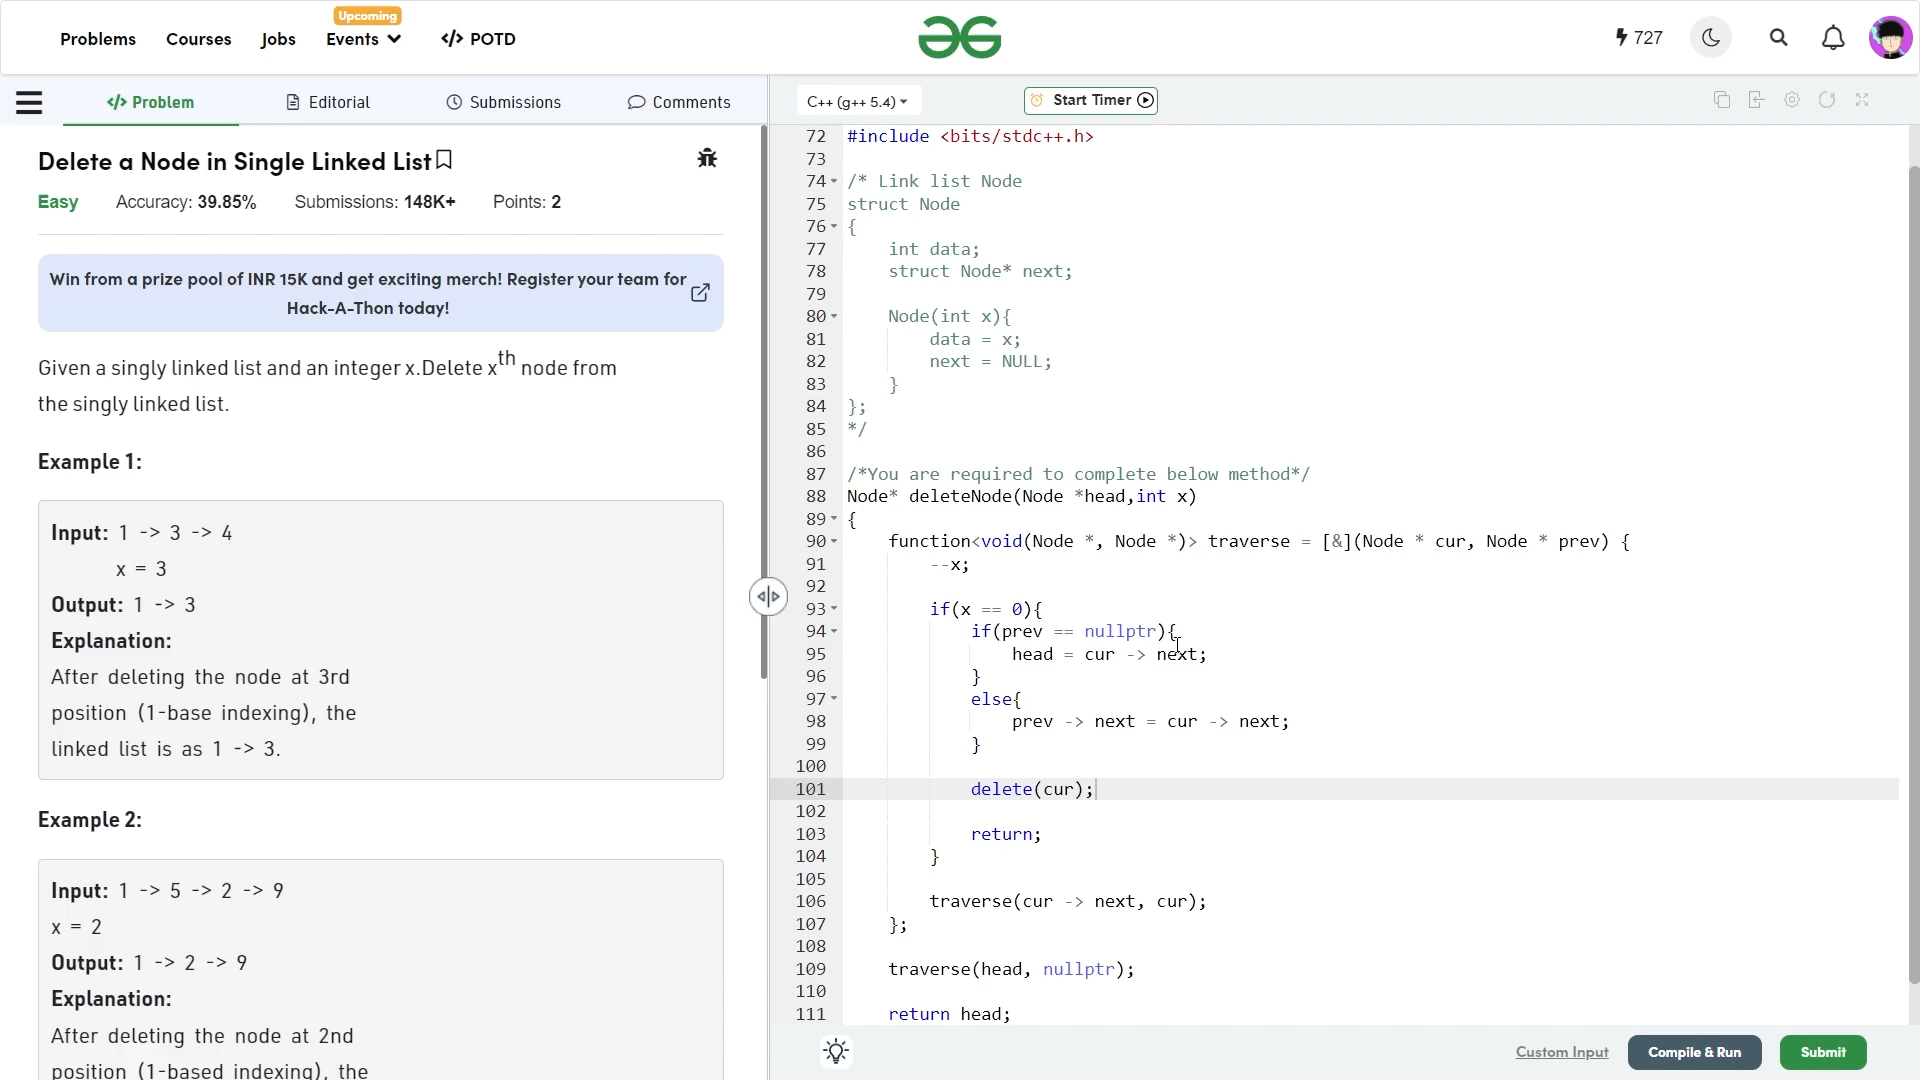 Problems
Courses
Jobs
Upcoming
Events
</> POTD
727
</> Problem
Editorial
Submissions
Comments
C++ (g++ 5.4)
Start Timer
Delete a Node in Single Linked List
Easy Accuracy: 39.85% Submissions: 148K+ Points: 2
Win from a prize pool of INR 15K and get exciting merch! Register your team for
Hack-A-Thon today!
Given a singly linked list and an integer x.Delete xth node from
the singly linked list.
Example 1:
Input: 1 -> 3 -> 4
x = 3
Output: 1 -> 3
Explanation:
After deleting the node at 3rd
position (1-base indexing), the
linked list is as 1 -> 3.
Example 2:
Input: 1 -> 5 -> 2 -> 9
x = 2
Output: 1 -> 2 -> 9
Explanation:
After deleting the node at 2nd
position (1-based indexing), the
72 #include <bits/stdc++.h>
73
74 /* Link list Node
75 struct Node
76 {
77 int data;
78 struct Node* next;
79
80 Node(int x){
81 data = x;
82 next = NULL;
83 }
84 };
85 */
86
87 /*You are required to complete below method*/
88 Node* deleteNode(Node *head,int x)
89 {
90 function<void(Node *, Node *)> traverse = [&](Node * cur, Node * prev) {
91 --x;
92
93 if(x == 0){
94 if(prev == nullptr){
95 head = cur -> next;
96 }
97 else{
98 prev -> next = cur -> next;
99 }
100
101 delete(cur);
102
103 return;
104 }
105
106 traverse(cur -> next, cur);
107 };
108
109 traverse(head, nullptr);
110
111 return head;
Custom Input
Compile & Run
Submit